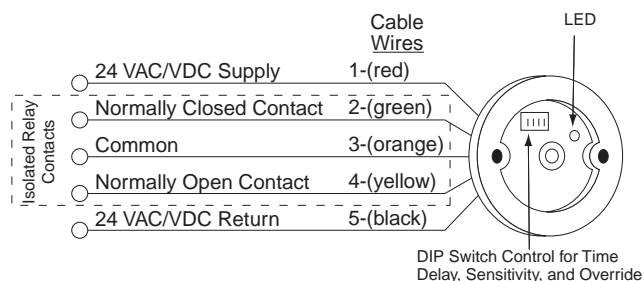 Cable
Wires
LED
24 VAC/VDC Supply 1-(red)
Normally Closed Contact 2-(green)
Common 3-(orange)
Normally Open Contact 4-(yellow)
24 VAC/VDC Return 5-(black)
Isolated Relay
Contacts
DIP Switch Control for Time
Delay, Sensitivity, and Override